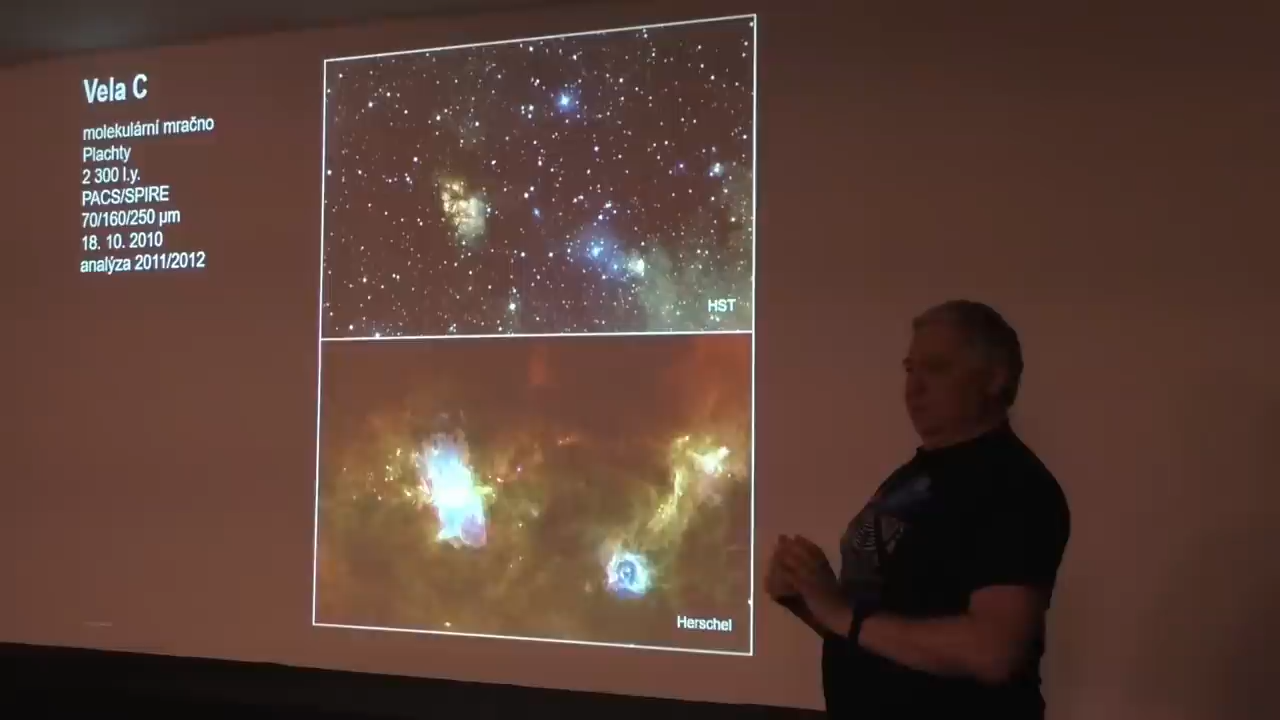 Vela C
molekulární mračno
Plachty
2 300 l.y.
PACS/SPIRE
70/160/250 µm
18. 10. 2010
analýza 2011/2012
HST
Herschel